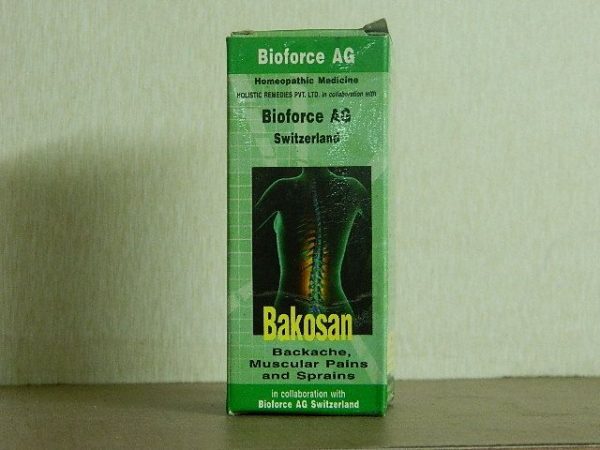 Bioforce AG
Homeopathic Medicine
HOLISTIC REMEDIES PVT. LTD. in collaboration with
Bioforce AG
Switzerland
Bakosan
Backache,
Muscular Pains
and Sprains
in collaboration with
Bioforce AG Switzerland